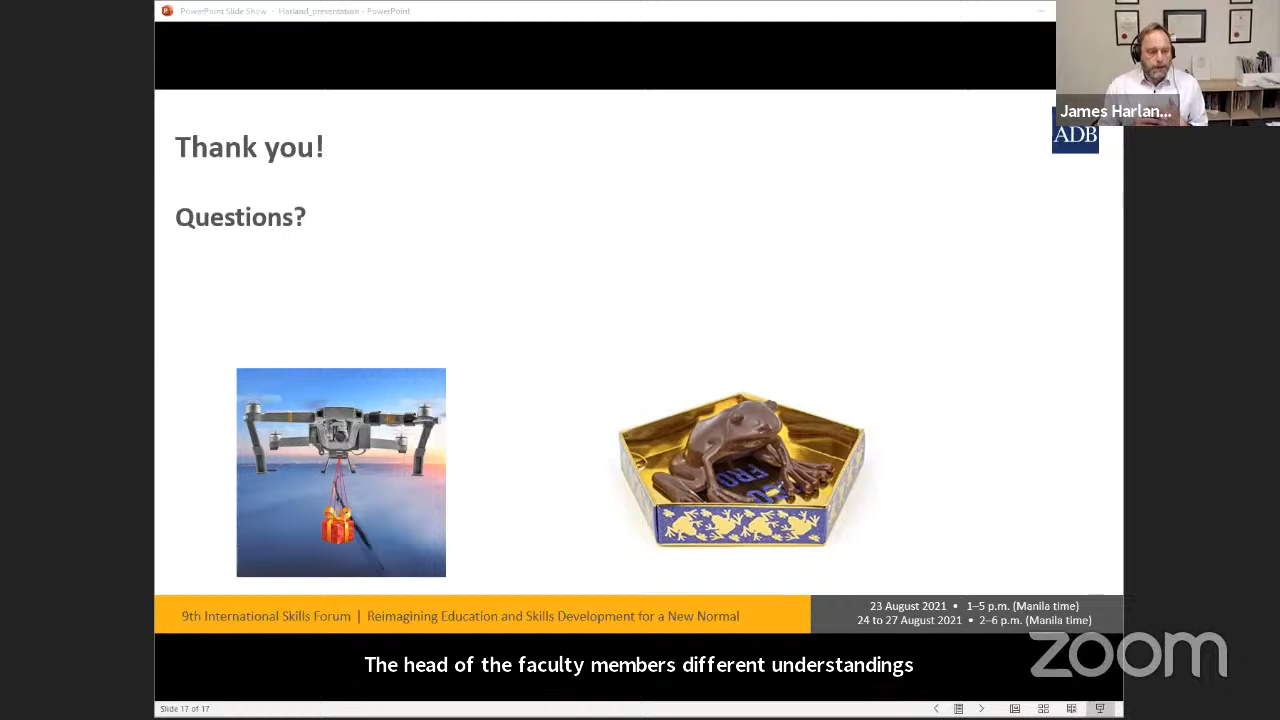 PowerPoint Slide Show - Harland_presentation - PowerPoint
James Harlan...
ADB
Thank you!
Questions?
FRO
9th International Skills Forum | Reimagining Education and Skills Development for a New Normal
23 August 2021 • 1–5 p.m. (Manila time)
24 to 27 August 2021 • 2–6 p.m. (Manila time)
The head of the faculty members different understandings
zoom
Slide 17 of 17